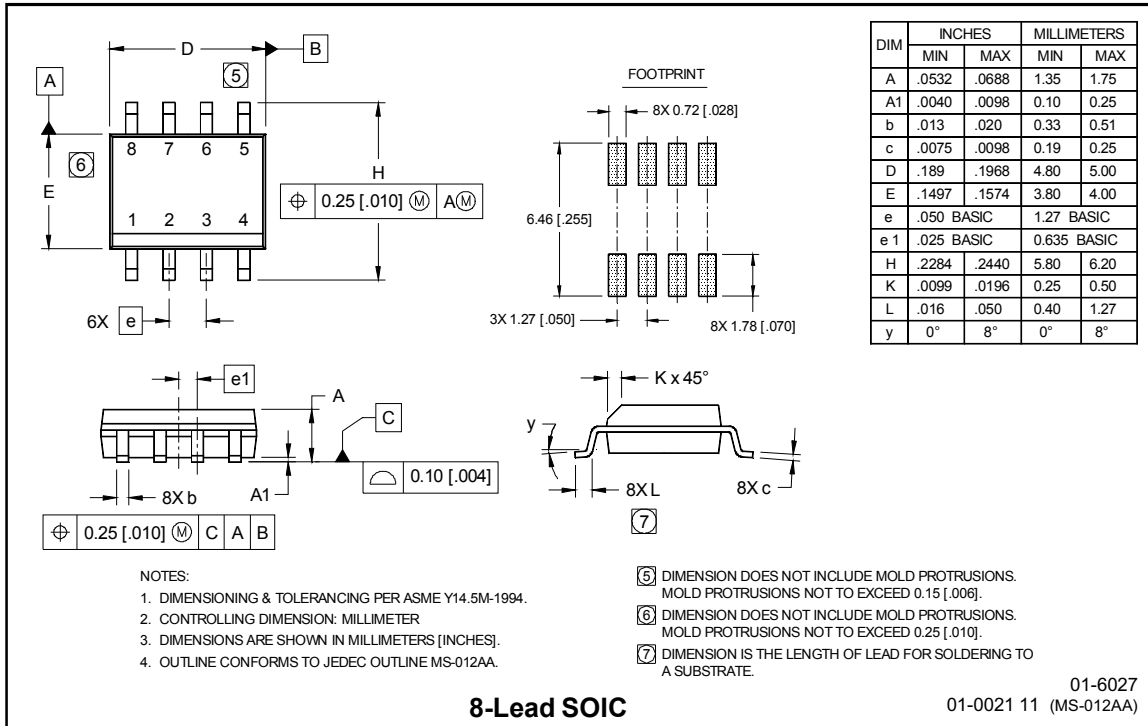 D
B
5
A
8 7 6 5
6
E
H
⌖ 0.25 [.010] Ⓜ AⓂ
1 2 3 4
6X e
FOOTPRINT
8X 0.72 [.028]
6.46 [.255]
3X 1.27 [.050]
8X 1.78 [.070]
DIM INCHES MILLIMETERS
MIN MAX MIN MAX
A .0532 .0688 1.35 1.75
A1 .0040 .0098 0.10 0.25
b .013 .020 0.33 0.51
c .0075 .0098 0.19 0.25
D .189 .1968 4.80 5.00
E .1497 .1574 3.80 4.00
e .050 BASIC 1.27 BASIC
e 1 .025 BASIC 0.635 BASIC
H .2284 .2440 5.80 6.20
K .0099 .0196 0.25 0.50
L .016 .050 0.40 1.27
y 0° 8° 0° 8°
e1
A
C
0.10 [.004]
8X b
A1
⌖ 0.25 [.010] Ⓜ C A B
K x 45°
y
8X L
8X c
7
NOTES:
1. DIMENSIONING & TOLERANCING PER ASME Y14.5M-1994.
2. CONTROLLING DIMENSION: MILLIMETER
3. DIMENSIONS ARE SHOWN IN MILLIMETERS [INCHES].
4. OUTLINE CONFORMS TO JEDEC OUTLINE MS-012AA.
5 DIMENSION DOES NOT INCLUDE MOLD PROTRUSIONS.
MOLD PROTRUSIONS NOT TO EXCEED 0.15 [.006].
6 DIMENSION DOES NOT INCLUDE MOLD PROTRUSIONS.
MOLD PROTRUSIONS NOT TO EXCEED 0.25 [.010].
7 DIMENSION IS THE LENGTH OF LEAD FOR SOLDERING TO
A SUBSTRATE.
8-Lead SOIC
01-6027
01-0021 11 (MS-012AA)